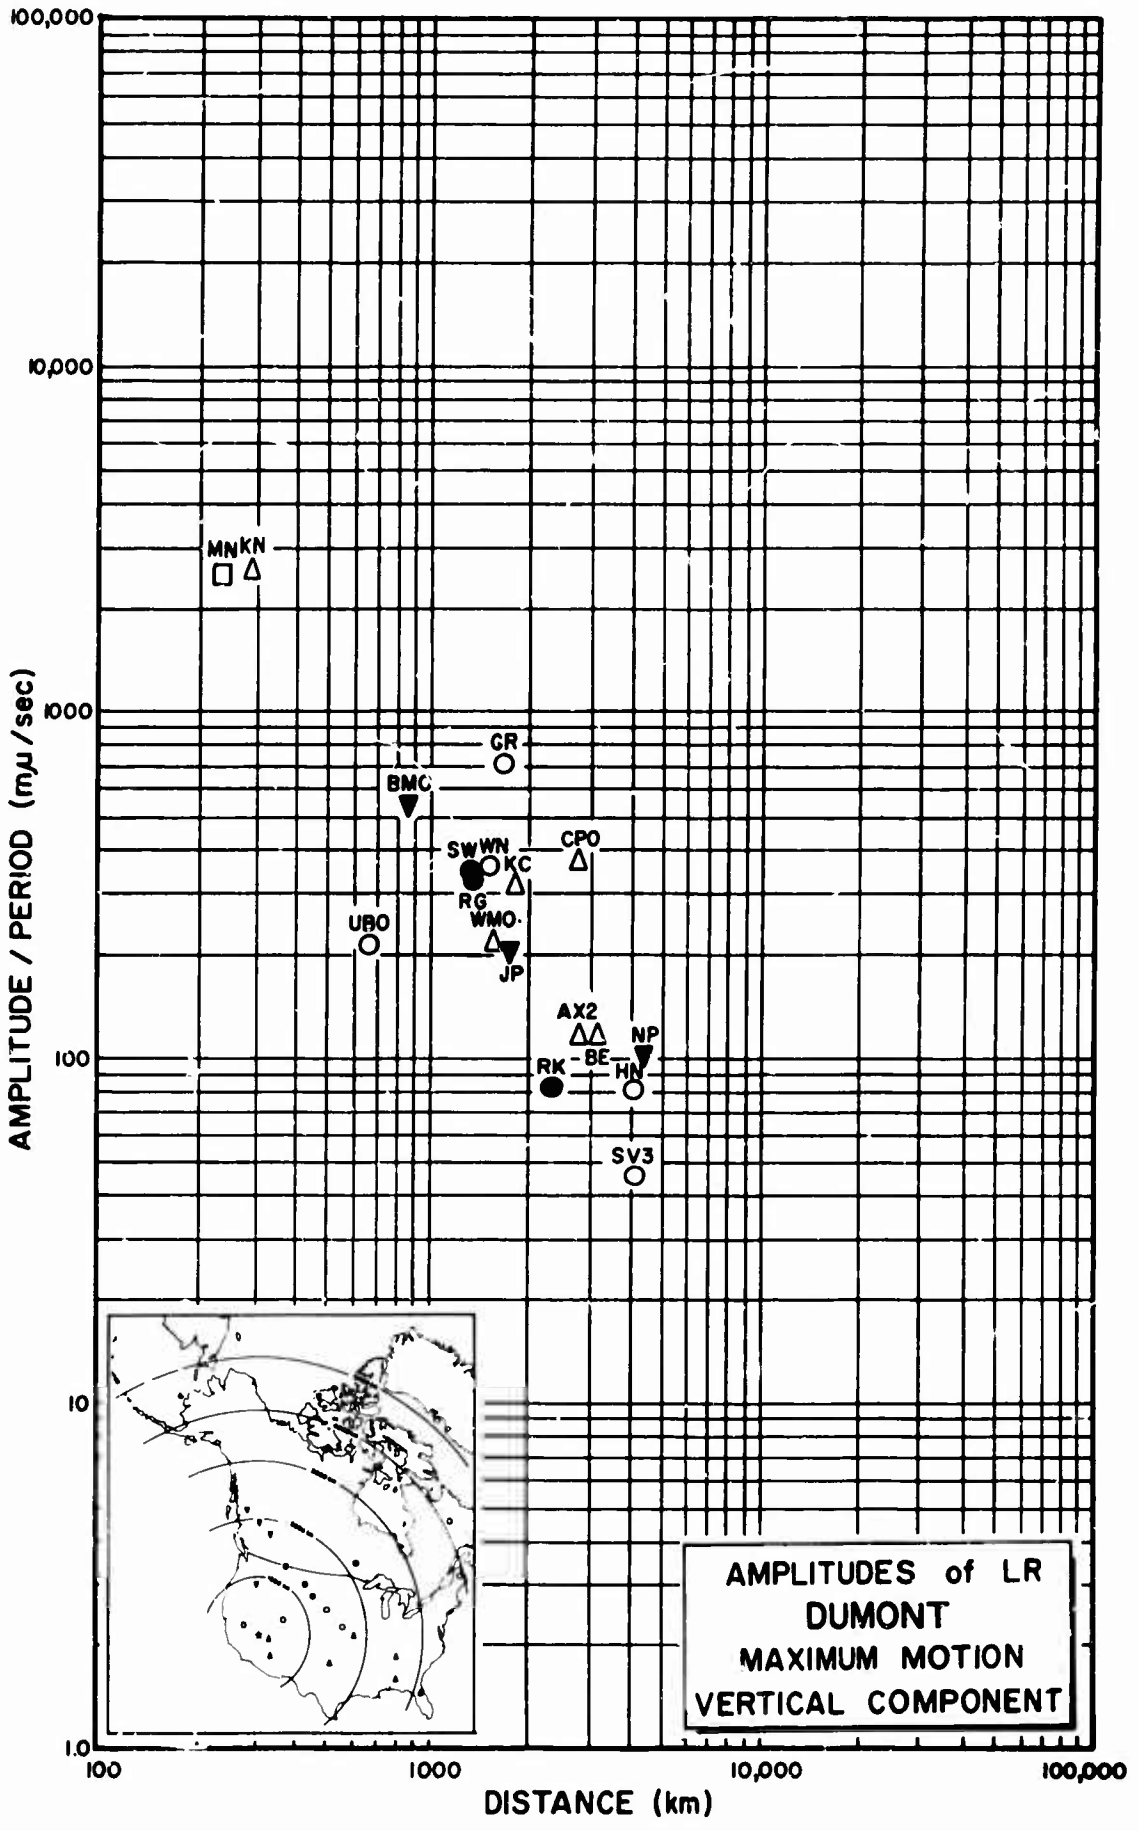 100,000
10,000
1000
100
10
1.0
AMPLITUDE / PERIOD (mμ/sec)
MN KN
GR
BMO
CPO
SW WN
KC
RG
WMO
UBO
JP
AX2
NP
BE
RK
HN
SV3
AMPLITUDES of LR
DUMONT
MAXIMUM MOTION
VERTICAL COMPONENT
100
1000
10,000
100,000
DISTANCE (km)